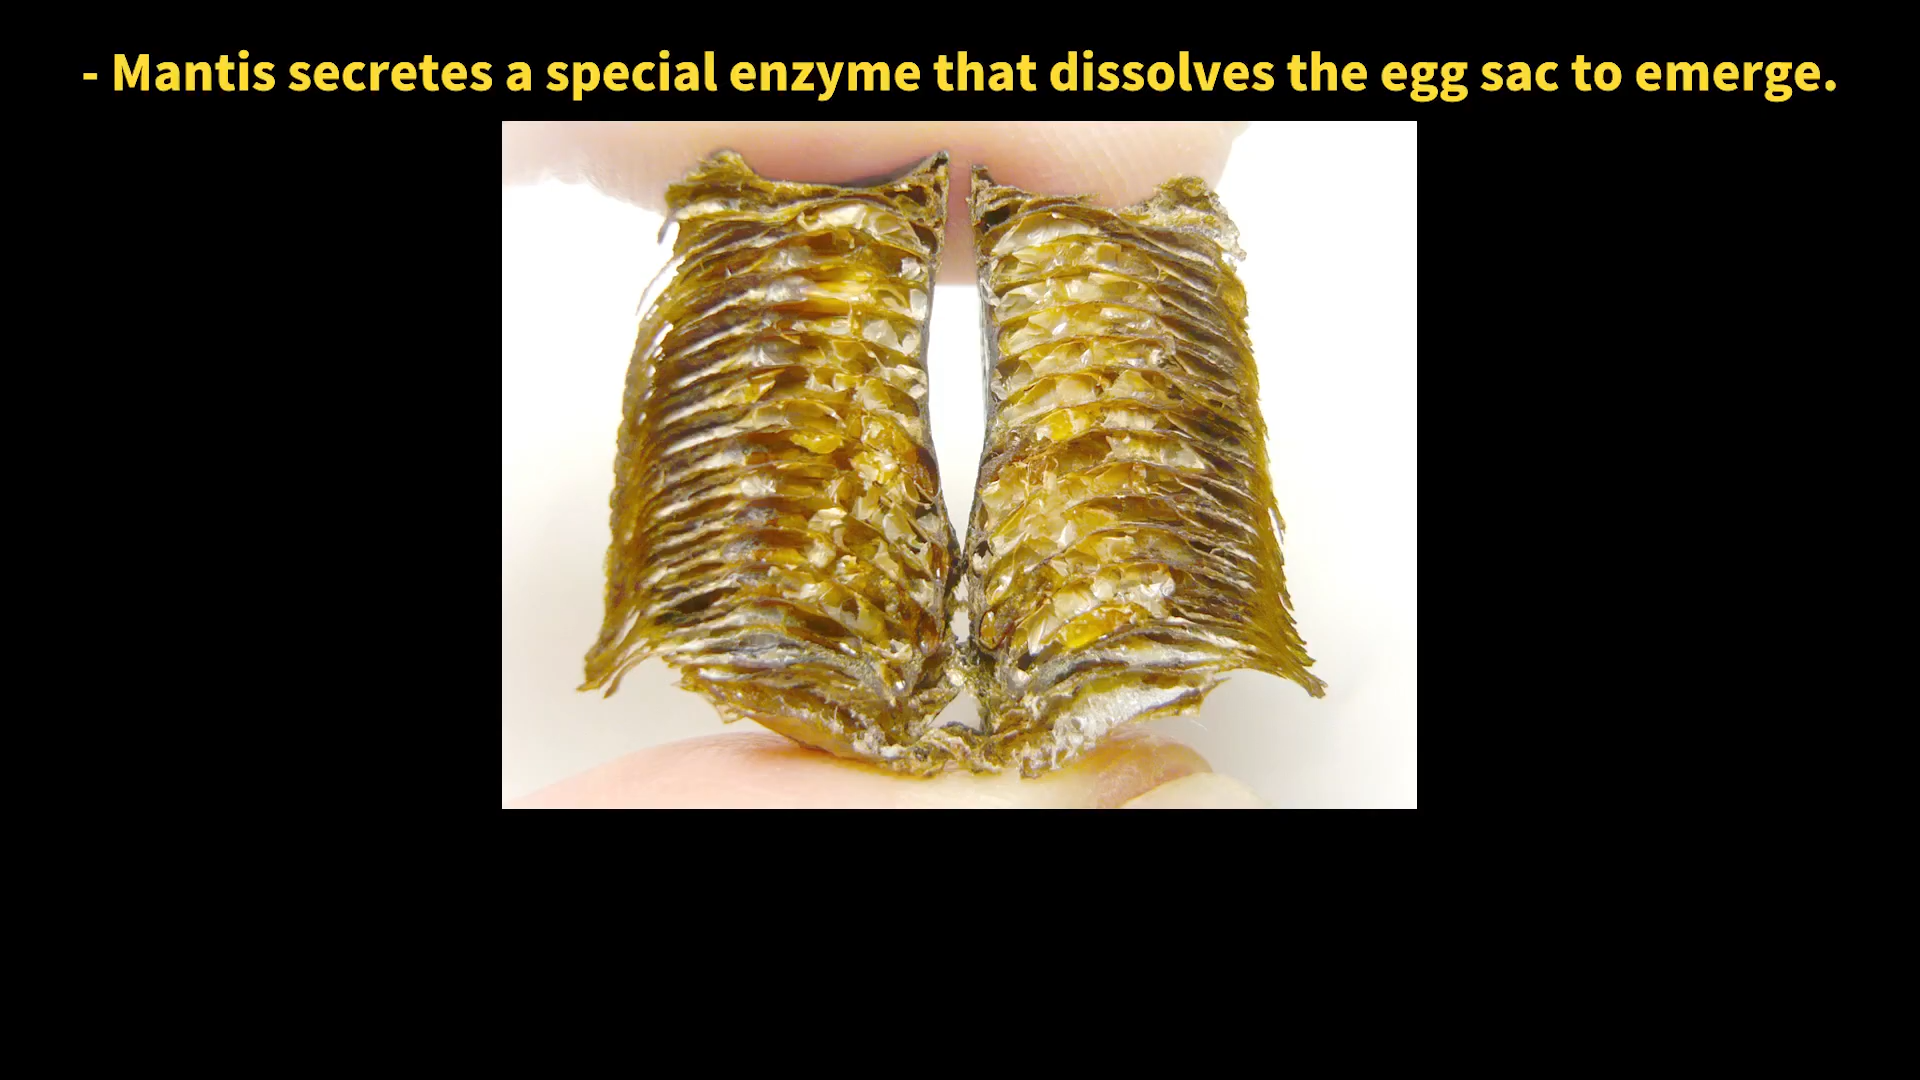 - Mantis secretes a special enzyme that dissolves the egg sac to emerge.